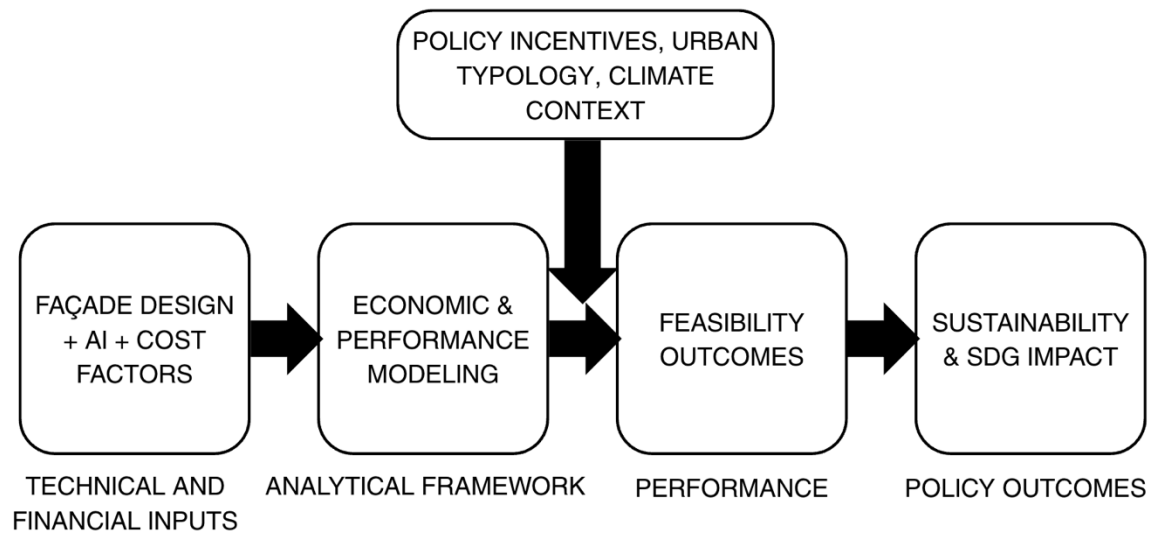 POLICY INCENTIVES, URBAN
TYPOLOGY, CLIMATE
CONTEXT
FAÇADE DESIGN
+ AI + COST
FACTORS
ECONOMIC &
PERFORMANCE
MODELING
FEASIBILITY
OUTCOMES
SUSTAINABILITY
& SDG IMPACT
TECHNICAL AND
FINANCIAL INPUTS
ANALYTICAL FRAMEWORK
PERFORMANCE
POLICY OUTCOMES